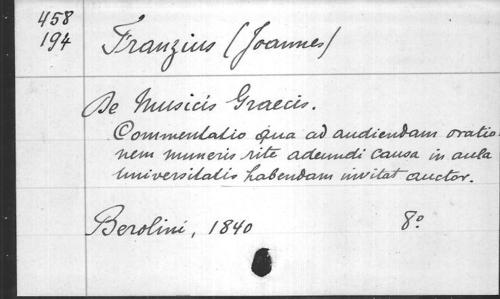 458
194
Franzius (Joannes)
De Musicis Graecis.
Commentatio qua ad audiendam oratio-
nem muneris rite adeundi causa in aula
universitatis habendam invitat auctor.
Berolini, 1840 8º